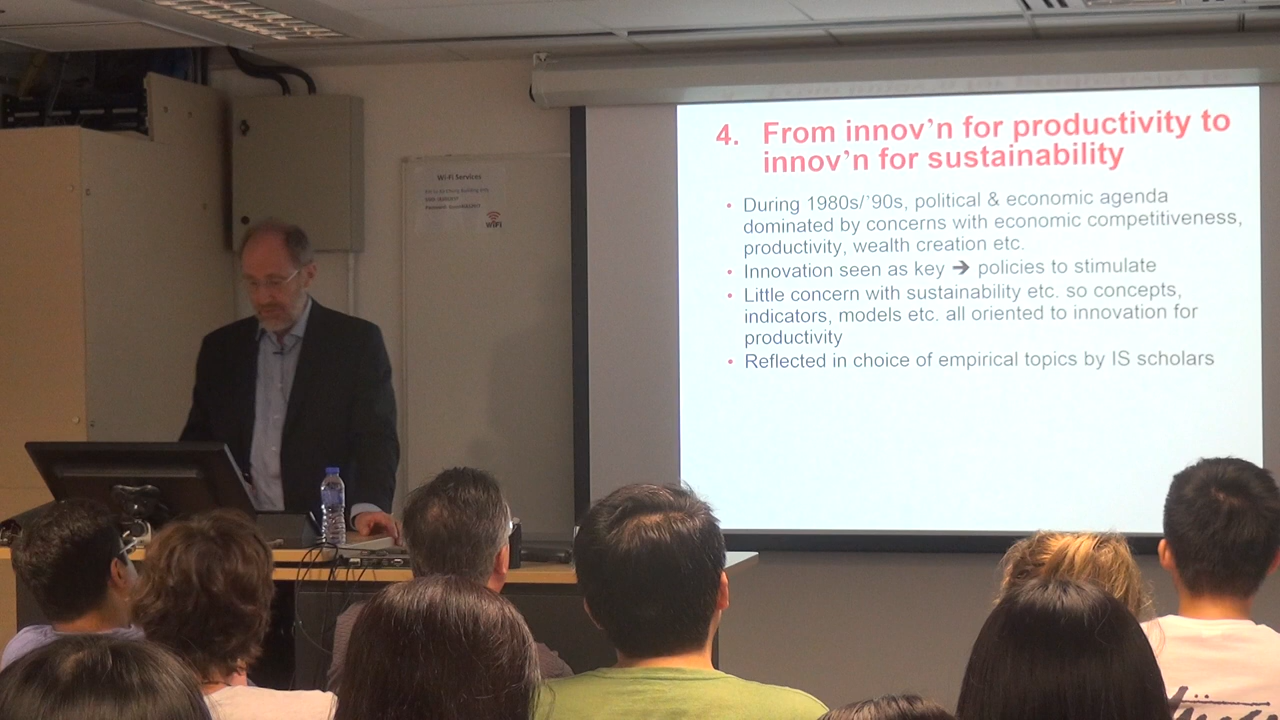 4. From innov’n for productivity to
innov’n for sustainability
• During 1980s/`90s, political & economic agenda
dominated by concerns with economic competitiveness,
productivity, wealth creation etc.
• Innovation seen as key ➔ policies to stimulate
• Little concern with sustainability etc. so concepts,
indicators, models etc. all oriented to innovation for
productivity
• Reflected in choice of empirical topics by IS scholars
Wi-Fi Services
WiFi